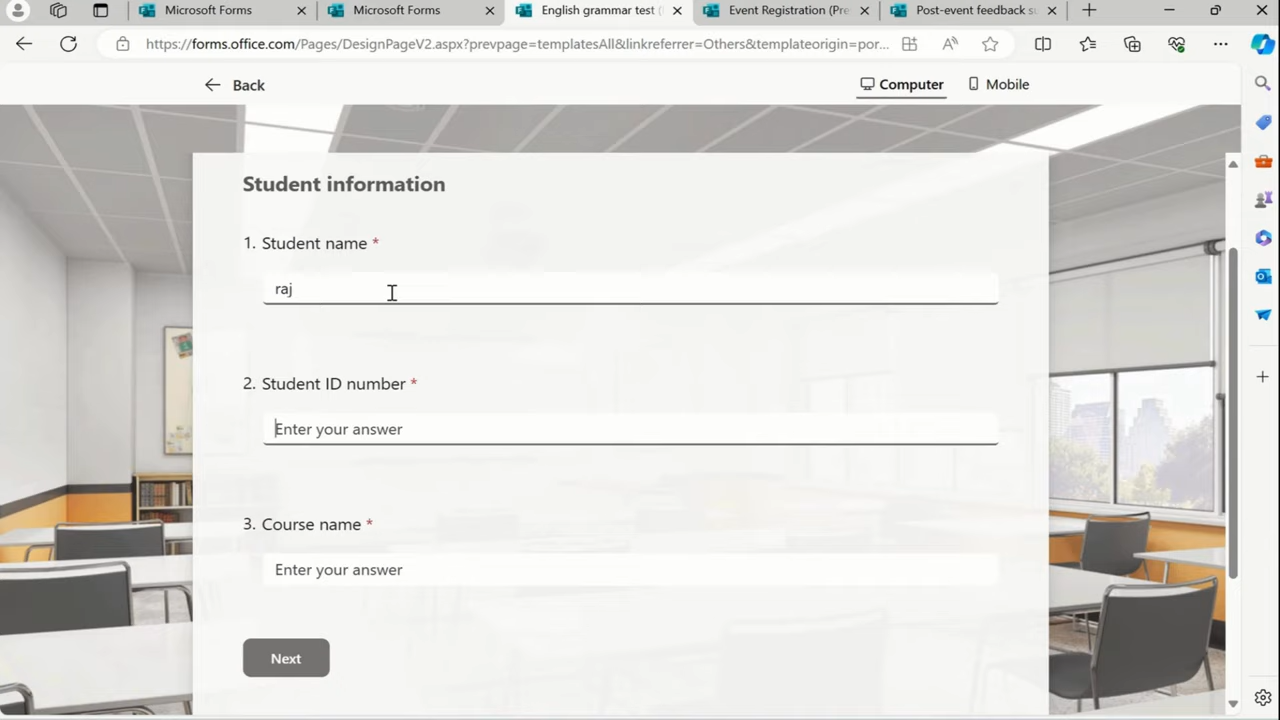 Microsoft Forms
Microsoft Forms
English grammar test (
Event Registration (Pre
Post-event feedback su
https://forms.office.com/Pages/DesignPageV2.aspx?prevpage=templatesAll&linkreferrer=Others&templateorigin=por...
Back
Computer
Mobile
Student information
1. Student name *
raj
2. Student ID number *
Enter your answer
3. Course name *
Enter your answer
Next